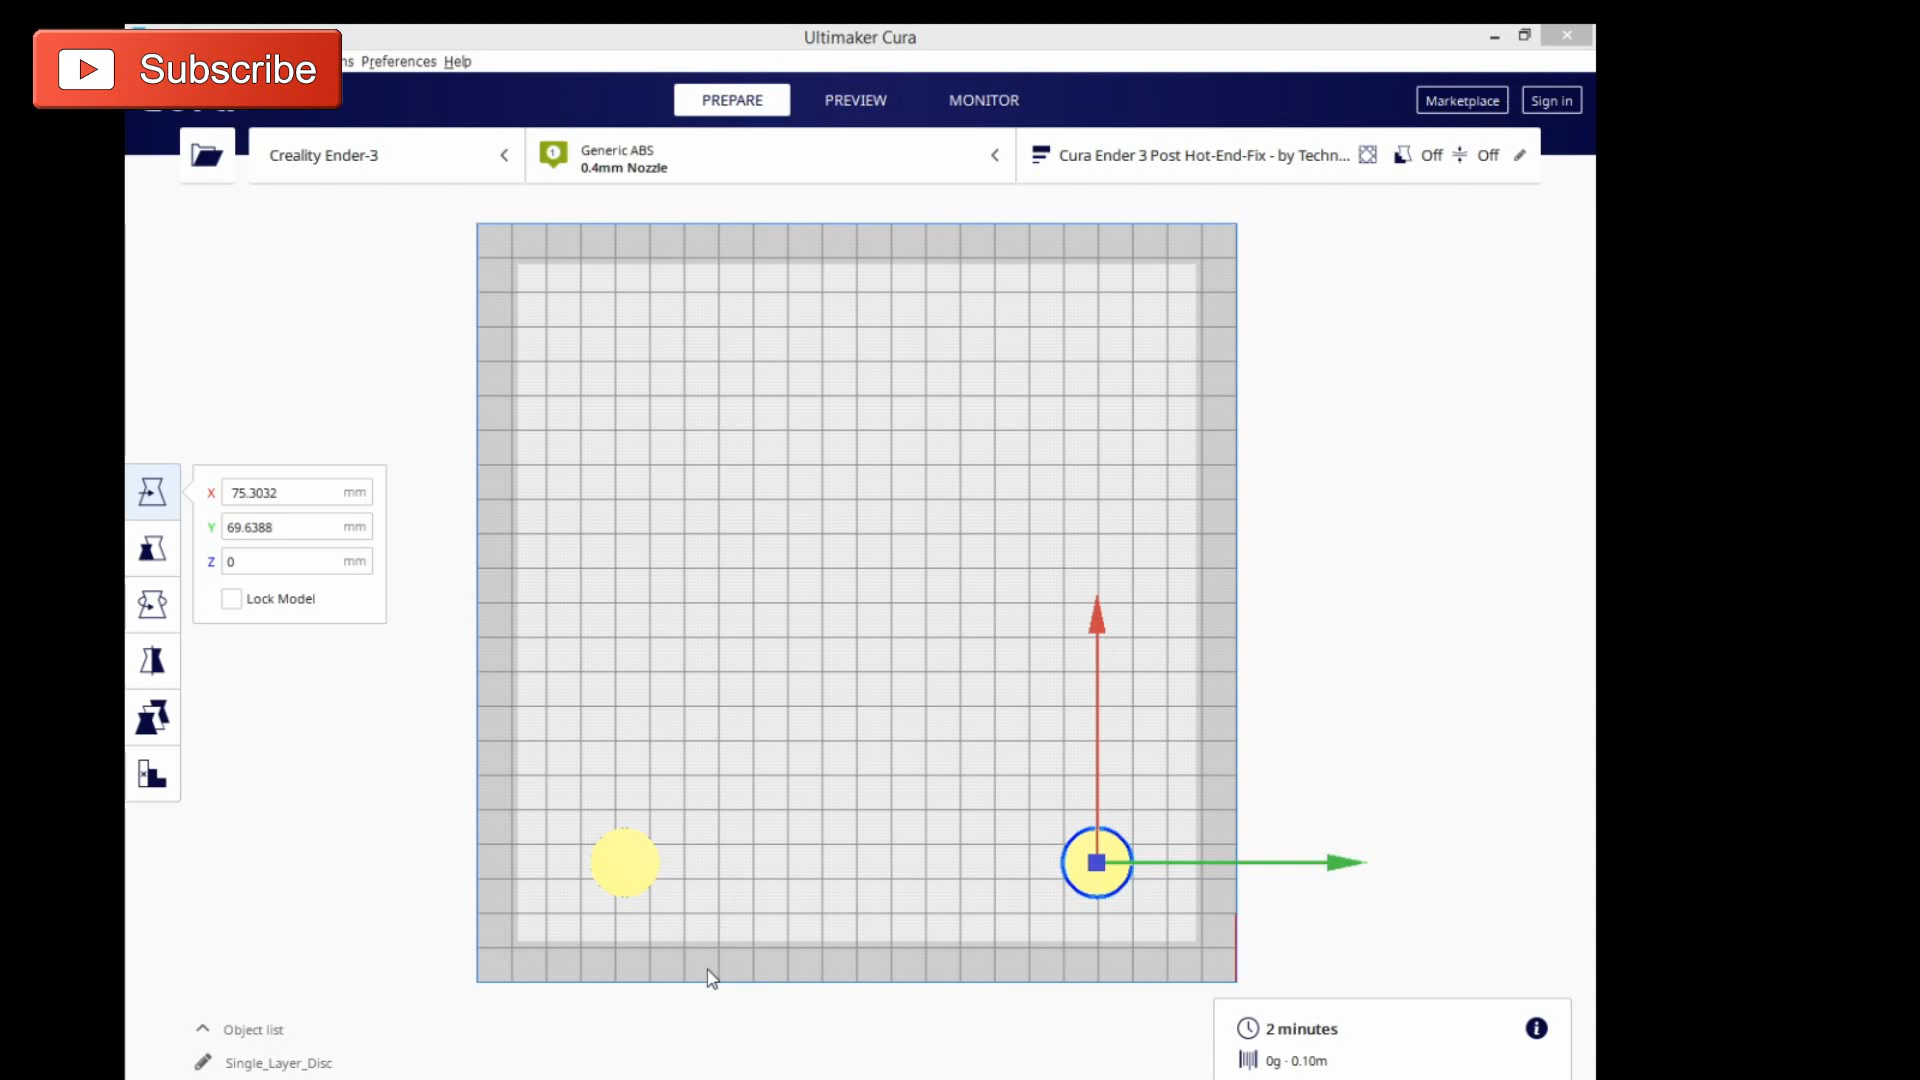 Ultimaker Cura
Subscribe
ns Preferences Help
PREPARE PREVIEW MONITOR Marketplace Sign in
Creality Ender-3
1 Generic ABS
0.4mm Nozzle
Cura Ender 3 Post Hot-End-Fix - by Techn... Off Off
X 75.3032 mm
Y 69.6388 mm
Z 0 mm
Lock Model
Object list
Single_Layer_Disc
2 minutes
0g · 0.10m